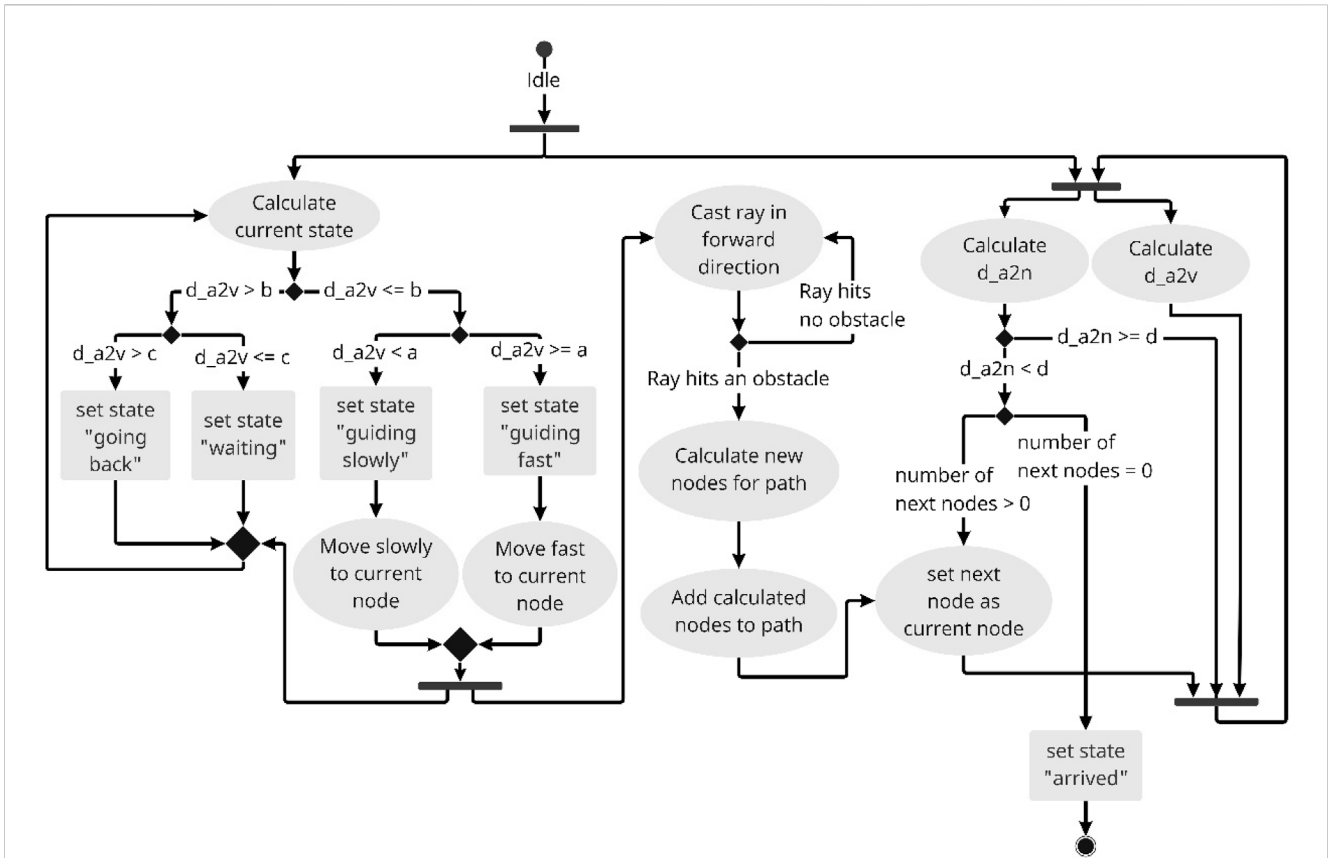 Idle
Calculate
current state
d_a2v > b
d_a2v <= b
d_a2v > c
d_a2v <= c
d_a2v < a
d_a2v >= a
set state
"going
back"
set state
"waiting"
set state
"guiding
slowly"
set state
"guiding
fast"
Move slowly
to current
node
Move fast
to current
node
Cast ray in
forward
direction
Ray hits
no obstacle
Ray hits an obstacle
Calculate new
nodes for path
Add calculated
nodes to path
Calculate
d_a2n
Calculate
d_a2v
d_a2n >= d
d_a2n < d
number of
next nodes = 0
number of
next nodes > 0
set next
node as
current node
set state
"arrived"